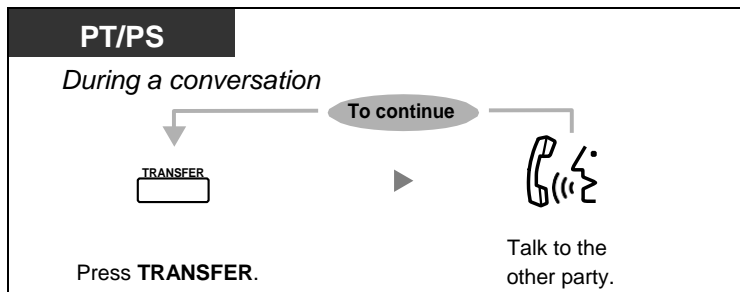 PT/PS
During a conversation
To continue
TRANSFER
Press TRANSFER.
Talk to the
other party.